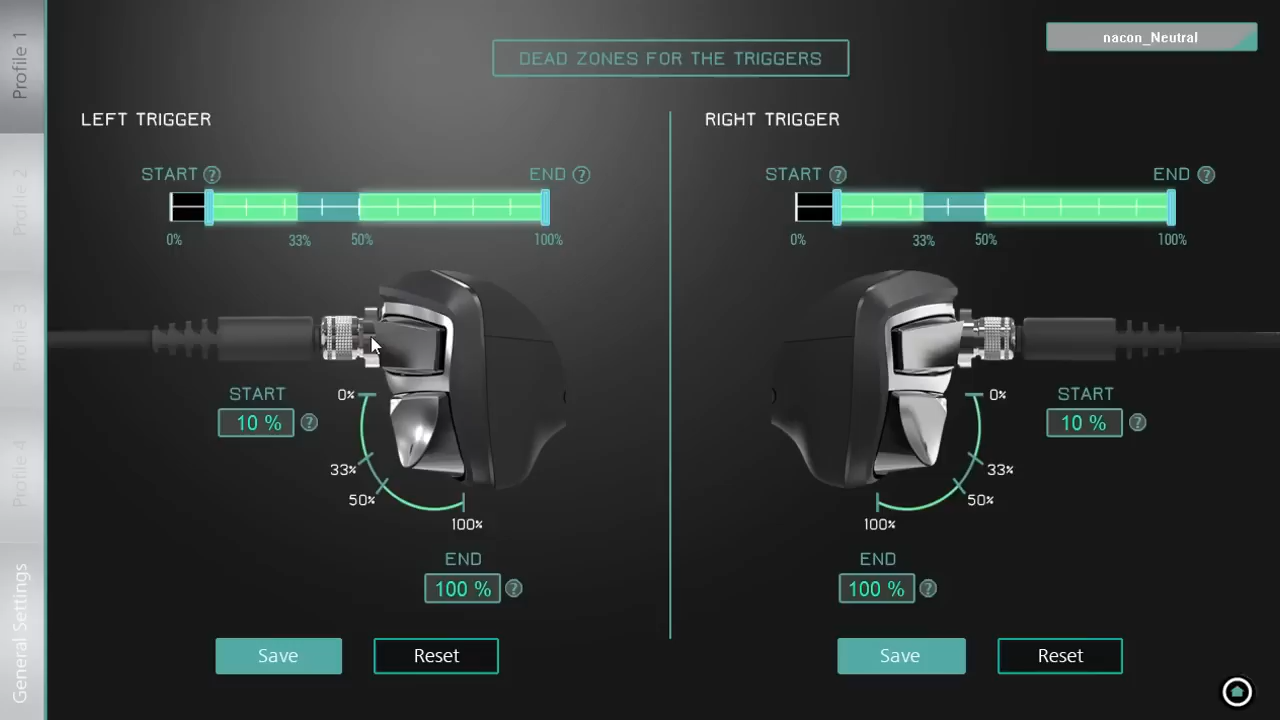 Profile 1
Profile 2
Profile 3
Profile 4
General Settings
nacon_Neutral
DEAD ZONES FOR THE TRIGGERS
LEFT TRIGGER
START ?
END ?
0%
33%
50%
100%
START
10 % ?
0%
33%
50%
100%
END
100 % ?
Save
Reset
RIGHT TRIGGER
START ?
END ?
0%
33%
50%
100%
0%
START
10 % ?
33%
50%
100%
END
100 % ?
Save
Reset